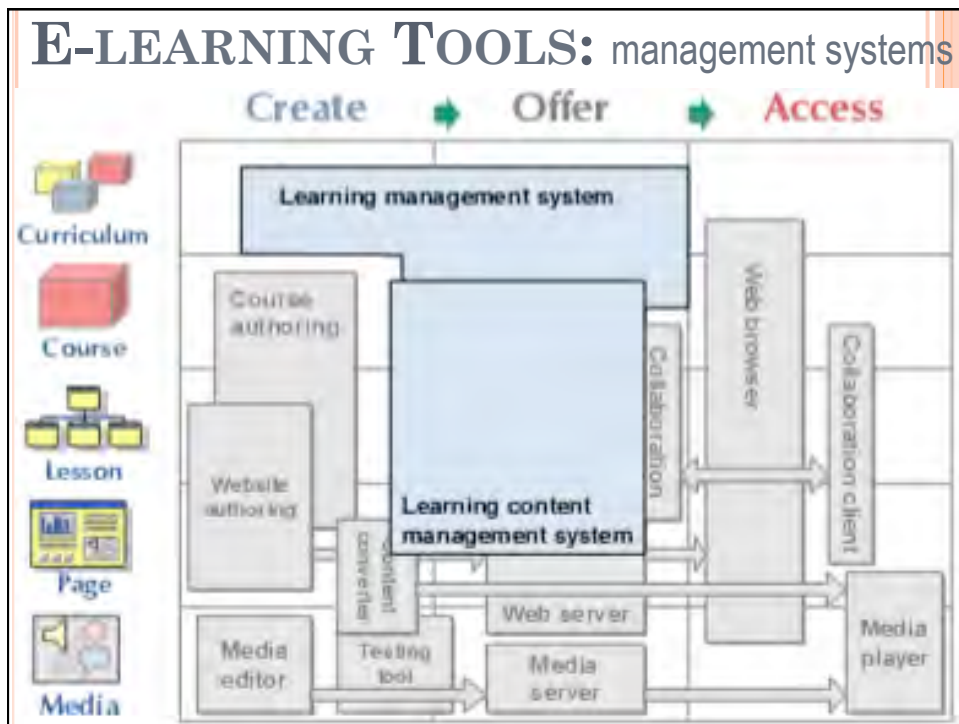 E-LEARNING TOOLS: management systems
Create
Offer
Access
Curriculum
Course
Lesson
Page
Media
Learning management system
Course
authoring
Website
authoring
Learning content
management system
Collaboration
Web browser
Collaboration client
Content
converter
Web server
Media
editor
Testing
tool
Media
server
Media
player